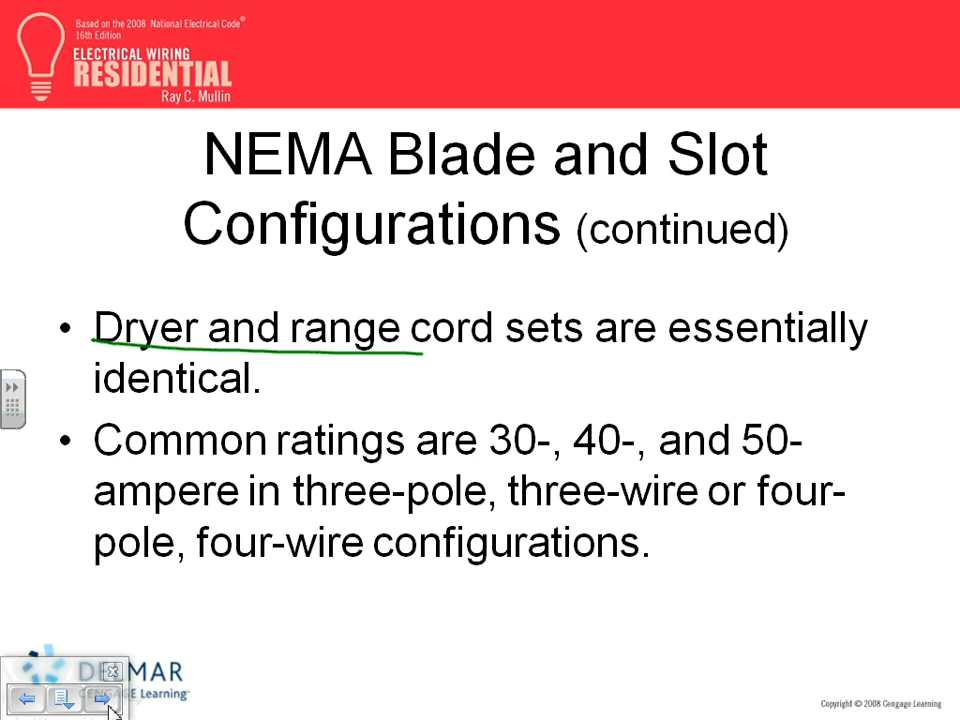 Based on the 2008 National Electrical Code®
16th Edition
ELECTRICAL WIRING
RESIDENTIAL
Ray C. Mullin
NEMA Blade and Slot
Configurations (continued)
• Dryer and range cord sets are essentially
identical.
• Common ratings are 30-, 40-, and 50-
ampere in three-pole, three-wire or four-
pole, four-wire configurations.
CENGAGE Learning
Copyright © 2008 Cengage Learning